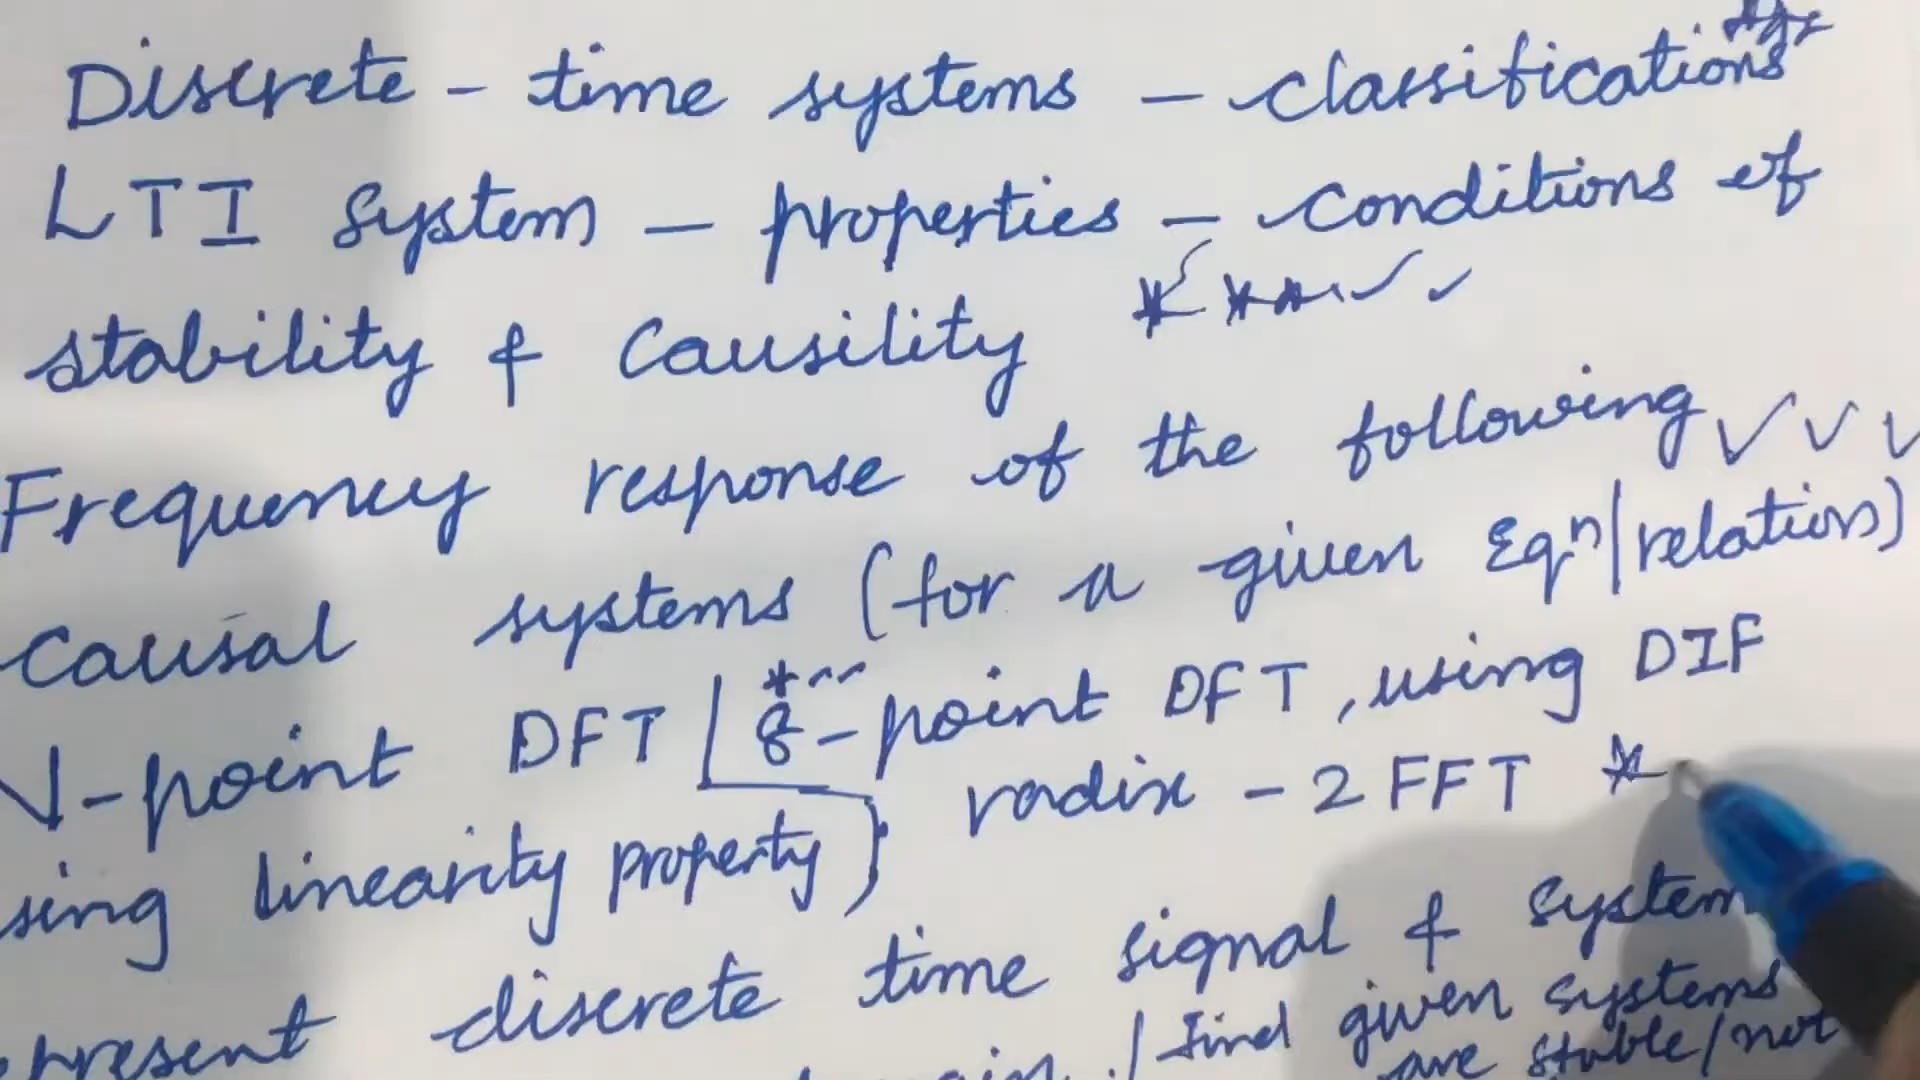 Discrete - time systems - classifications
LTI system - properties - conditions of
stability & Causility
Frequency response of the following
causal systems (for a given Eqn/relation)
N-point DFT 8-point DFT, using DIF
sing linearity property} radix - 2 FFT
epresent discrete time signal & system
/ find given systems
are stable/not